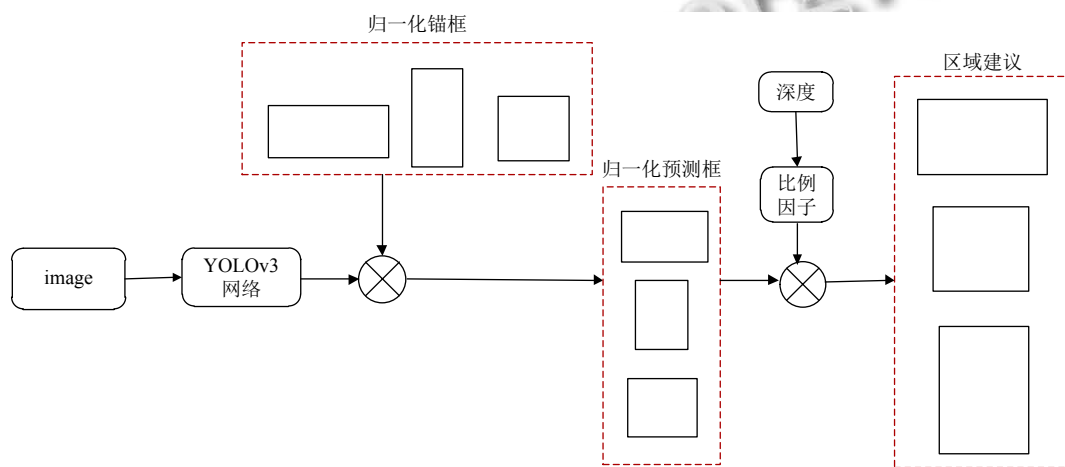 归一化锚框
区域建议
深度
归一化预测框
比例
因子
image
YOLOv3
网络